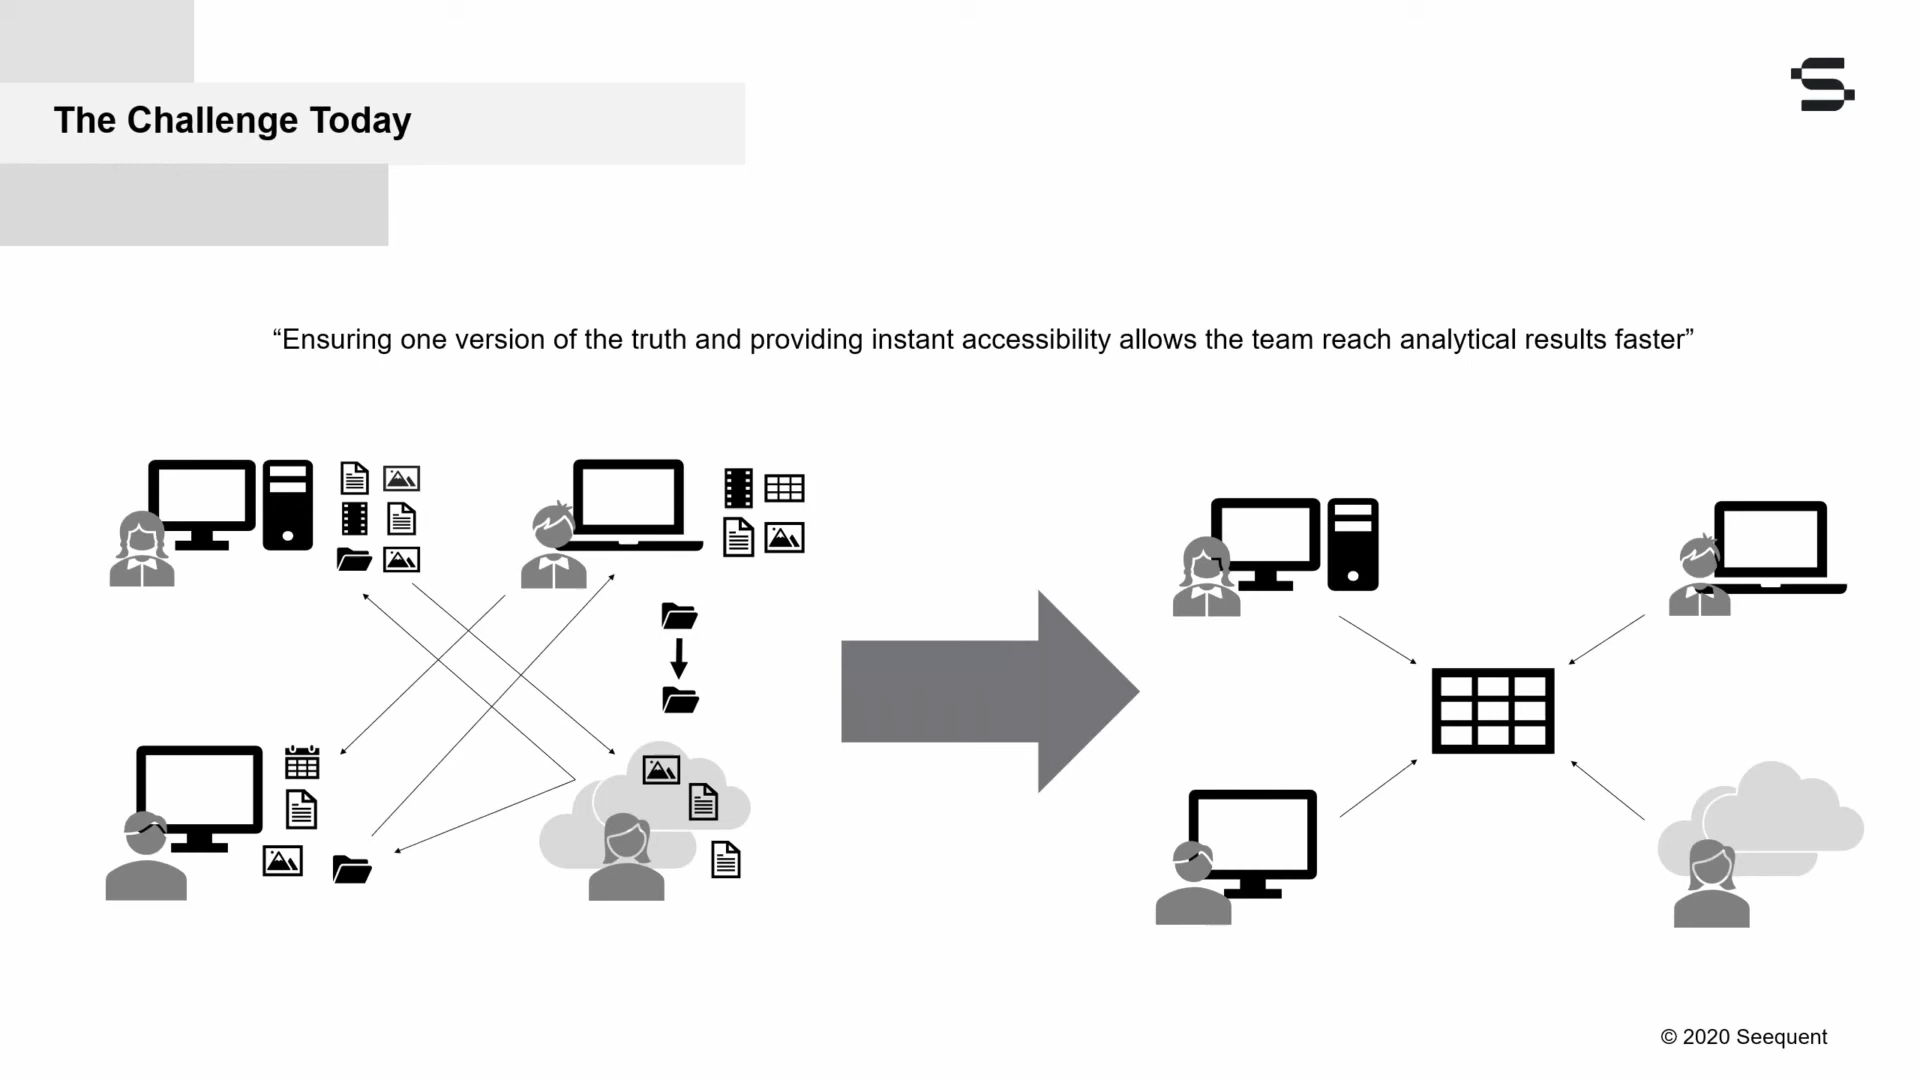 The Challenge Today
“Ensuring one version of the truth and providing instant accessibility allows the team reach analytical results faster”
© 2020 Seequent